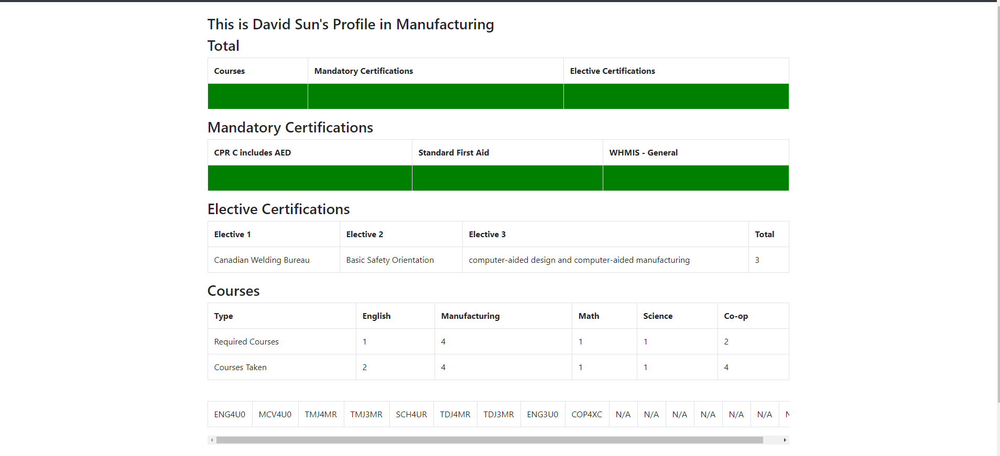 This is David Sun's Profile in Manufacturing
Total
Courses Mandatory Certifications Elective Certifications
Mandatory Certifications
CPR C includes AED Standard First Aid WHMIS - General
Elective Certifications
Elective 1 Elective 2 Elective 3 Total
Canadian Welding Bureau Basic Safety Orientation computer-aided design and computer-aided manufacturing 3
Courses
Type English Manufacturing Math Science Co-op
Required Courses 1 4 1 1 2
Courses Taken 2 4 1 1 4
ENG4U0 MCV4U0 TMJ4MR TMJ3MR SCH4UR TDJ4MR TDJ3MR ENG3U0 COP4XC N/A N/A N/A N/A N/A N/A